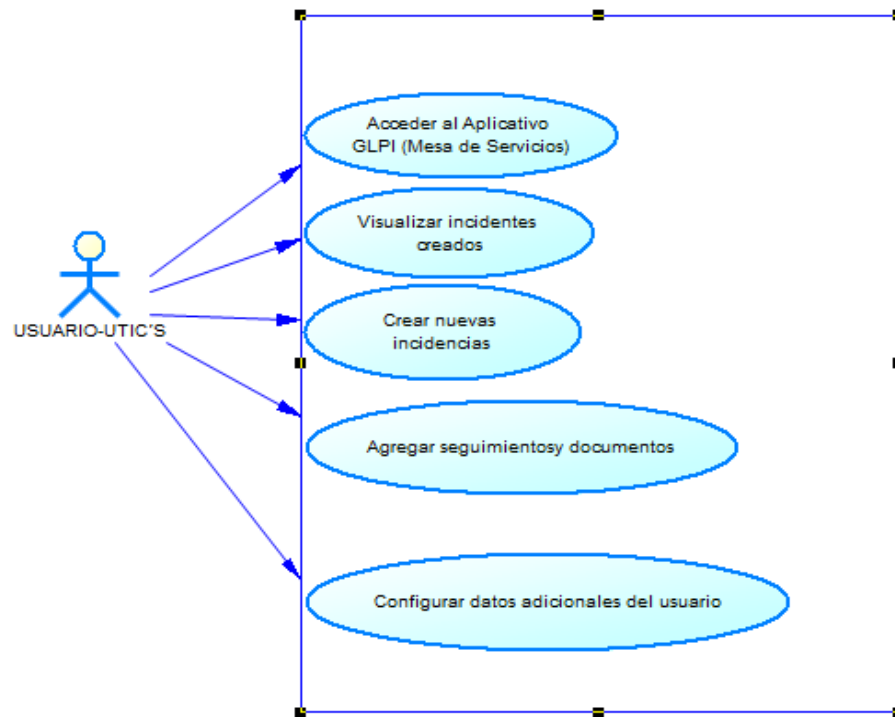 Acceder al Aplicativo
GLPI (Mesa de Servicios)
Visualizar incidentes
creados
USUARIO-UTIC´S
Crear nuevas
incidencias
Agregar seguimientosy documentos
Configurar datos adicionales del usuario